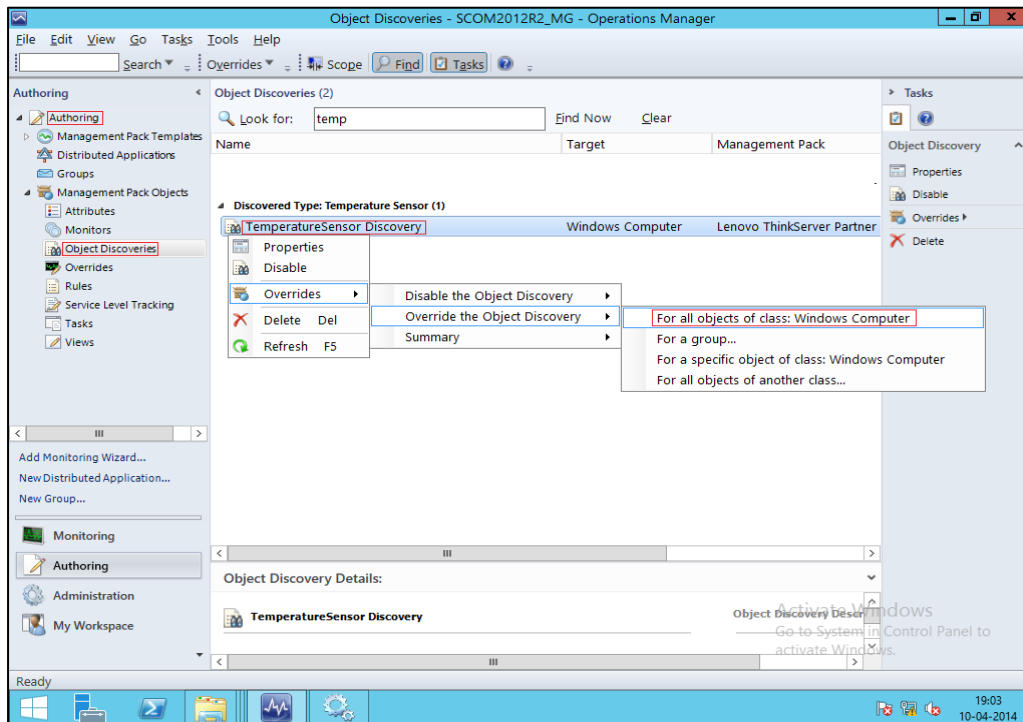 Object Discoveries - SCOM2012R2_MG - Operations Manager
File Edit View Go Tasks Tools Help
Search Overrides Scope Find Tasks
Authoring
Authoring
Management Pack Templates
Distributed Applications
Groups
Management Pack Objects
Attributes
Monitors
Object Discoveries
Overrides
Rules
Service Level Tracking
Tasks
Views
Add Monitoring Wizard...
New Distributed Application...
New Group...
Monitoring
Authoring
Administration
My Workspace
Object Discoveries (2)
Look for: temp Find Now Clear
Name Target Management Pack
Discovered Type: Temperature Sensor (1)
TemperatureSensor Discovery Windows Computer Lenovo ThinkServer Partner
Properties
Disable
Overrides
Delete Del
Refresh F5
Disable the Object Discovery
Override the Object Discovery
Summary
For all objects of class: Windows Computer
For a group...
For a specific object of class: Windows Computer
For all objects of another class...
Object Discovery Details:
TemperatureSensor Discovery Object Discovery Descr
Tasks
Object Discovery
Properties
Disable
Overrides
Delete
Activate Windows
Go to System in Control Panel to
activate Windows.
Ready
19:03
10-04-2014